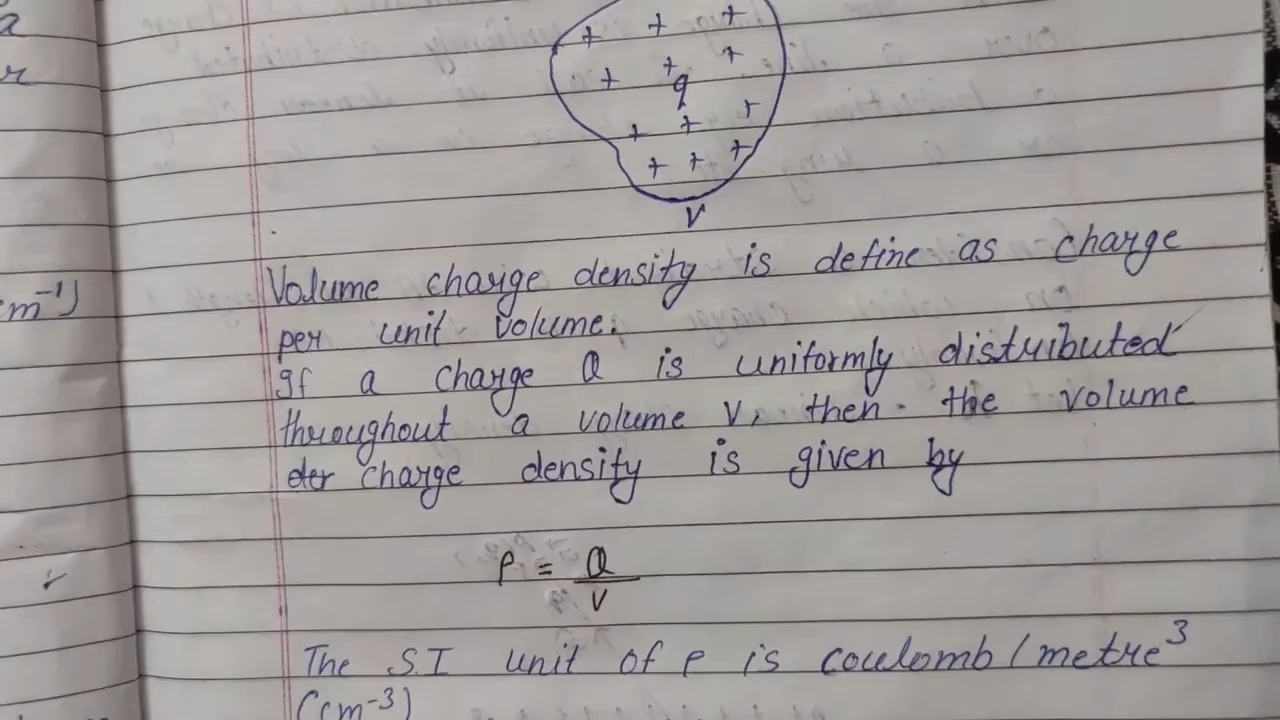 q
V
Volume charge density is define as charge
per unit volume.
If a charge Q is uniformly distributed
throughout a volume V, then the volume
charge density is given by
ρ = Q
V
The S.I unit of ρ is coulomb/metre³
(cm⁻³)
m⁻¹)